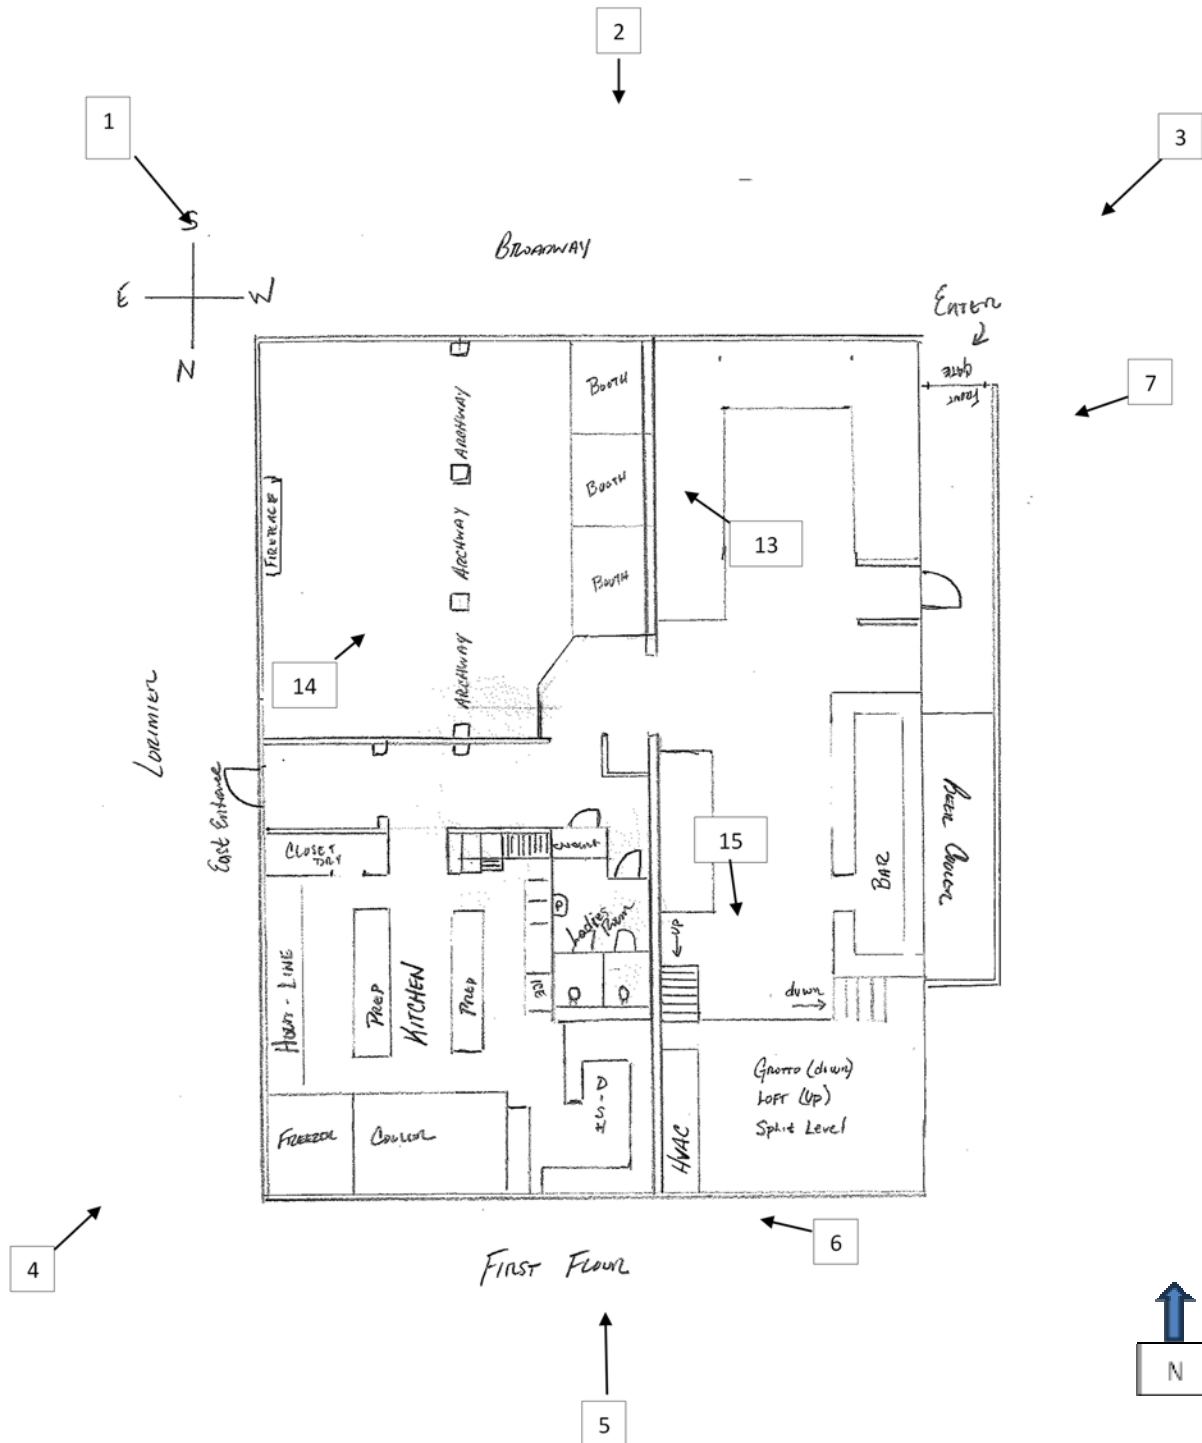 2
1
3
S
BROADWAY
E W
N
ENTER
FRONT GATE
7
BOOTH
ARCHWAY
BOOTH
FIREPLACE
ARCHWAY
13
BOOTH
ARCHWAY
14
LORIMIER
East Entrance
CLOSET
DRY
15
BAR
BEER COOLER
Ladies Room
UP
HOT - LINE
PREP
KITCHEN
PREP
ICE
down
DISH
GROTTO (down)
LOFT (UP)
Split Level
FREEZER
COOLER
HVAC
6
4
FIRST FLOOR
5
N